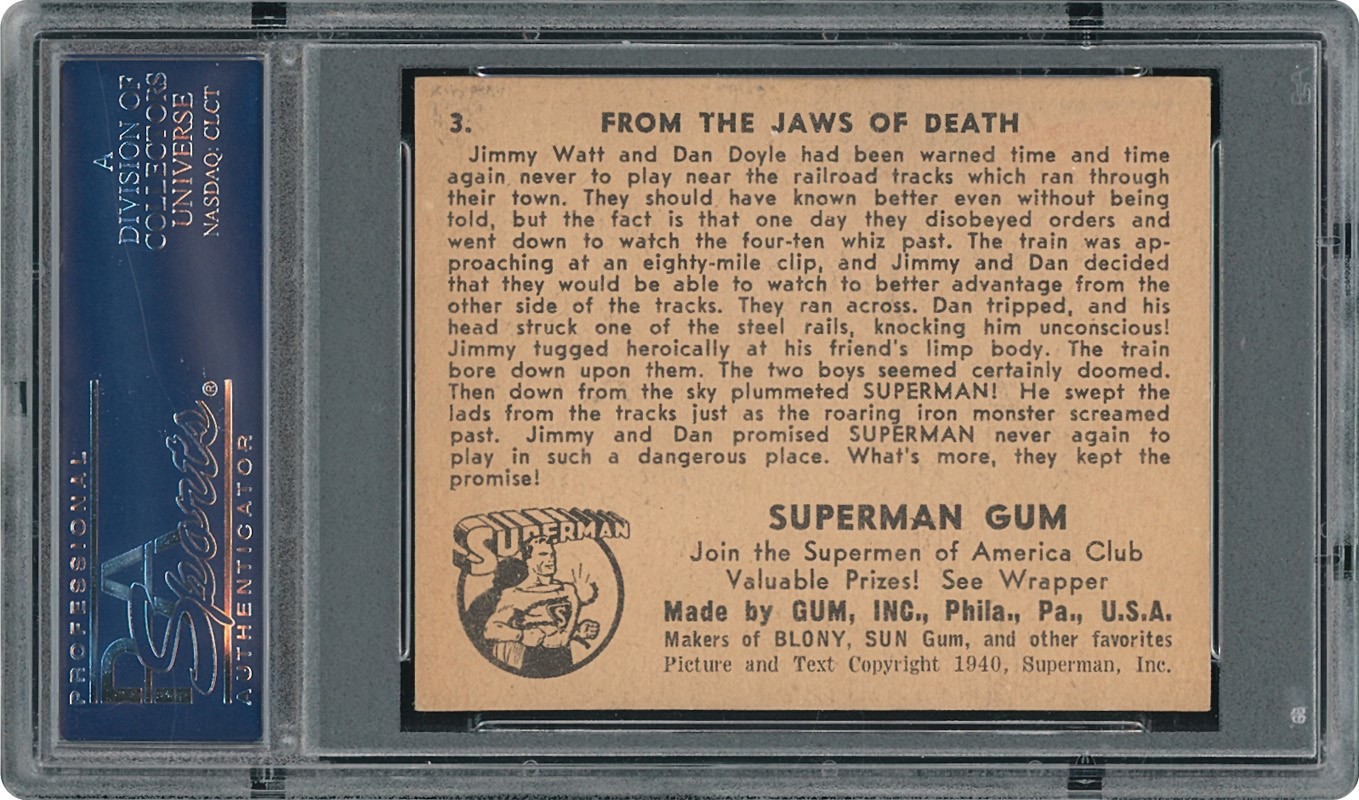 A
DIVISION OF
COLLECTORS
UNIVERSE
NASDAQ: CLCT
PROFESSIONAL
PSA
Sports®
AUTHENTICATOR
3. FROM THE JAWS OF DEATH
Jimmy Watt and Dan Doyle had been warned time and time
again never to play near the railroad tracks which ran through
their town. They should have known better even without being
told, but the fact is that one day they disobeyed orders and
went down to watch the four-ten whiz past. The train was ap-
proaching at an eighty-mile clip, and Jimmy and Dan decided
that they would be able to watch to better advantage from the
other side of the tracks. They ran across. Dan tripped, and his
head struck one of the steel rails, knocking him unconscious!
Jimmy tugged heroically at his friend's limp body. The train
bore down upon them. The two boys seemed certainly doomed.
Then down from the sky plummeted SUPERMAN! He swept the
lads from the tracks just as the roaring iron monster screamed
past. Jimmy and Dan promised SUPERMAN never again to
play in such a dangerous place. What's more, they kept the
promise!
SUPERMAN
S
SUPERMAN GUM
Join the Supermen of America Club
Valuable Prizes! See Wrapper
Made by GUM, INC., Phila., Pa., U.S.A.
Makers of BLONY, SUN Gum, and other favorites
Picture and Text Copyright 1940, Superman, Inc.